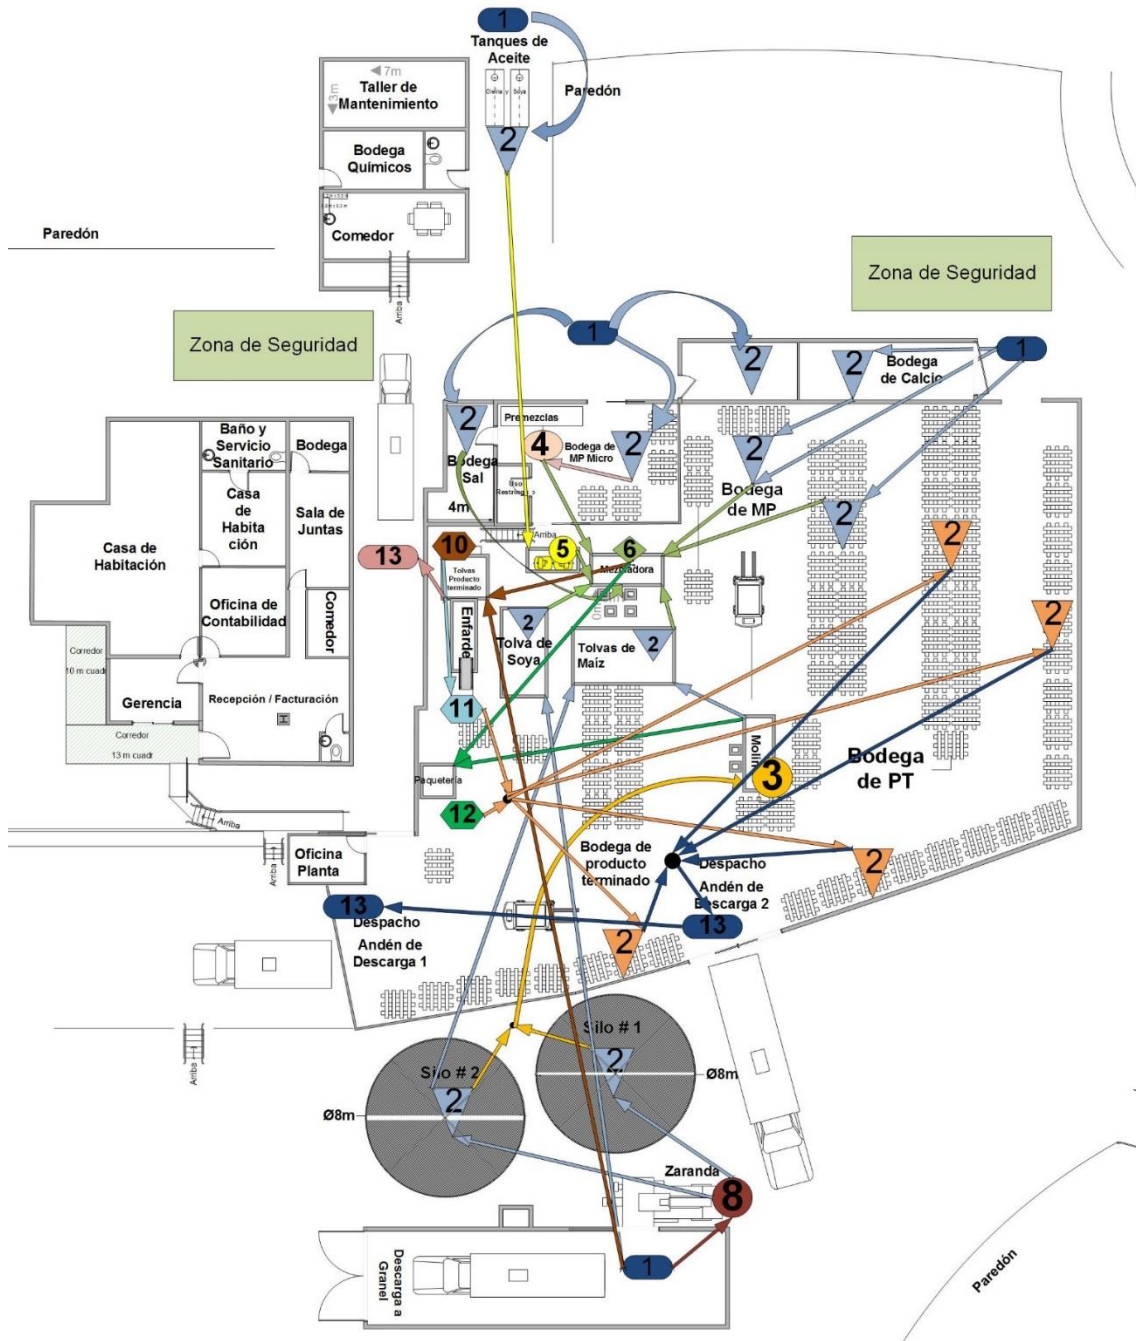 1
Tanques de
Aceite
7m
3m
Taller de
Mantenimiento
Soya
Paredón
2
Bodega
Químicos
Comedor
Arriba
Paredón
Zona de Seguridad
Zona de Seguridad
1
1
2
2
Bodega
de Calcio
2
Premezclas
4
Bodega de
MP Micro
2
2
Bodega
Sal
4m
Bodega
de MP
2
Baño y
Servicio
Sanitario
Bodega
Casa
de
Habita
ción
Sala de
Juntas
Casa de
Habitación
Oficina de
Contabilidad
Comedor
Corredor
10 m cuadr
Gerencia
Recepción / Facturación
Corredor
13 m cuadr
Arriba
Arriba
Oficina
Planta
13
10
Arriba
5
6
Mezcladora
2
Tolvas
Producto
terminado
Enfarde
2
Tolva de
Soya
2
Tolvas de
Maíz
2
11
Paquetería
12
3
Bodega
de PT
Bodega de
producto
terminado
Despacho
Andén de
Descarga 2
2
13
13
Despacho
Andén de
Descarga 1
2
Arriba
Silo # 1
2
Ø8m
Silo # 2
2
Ø8m
Zaranda
8
Descarga a
Granel
1
Paredón